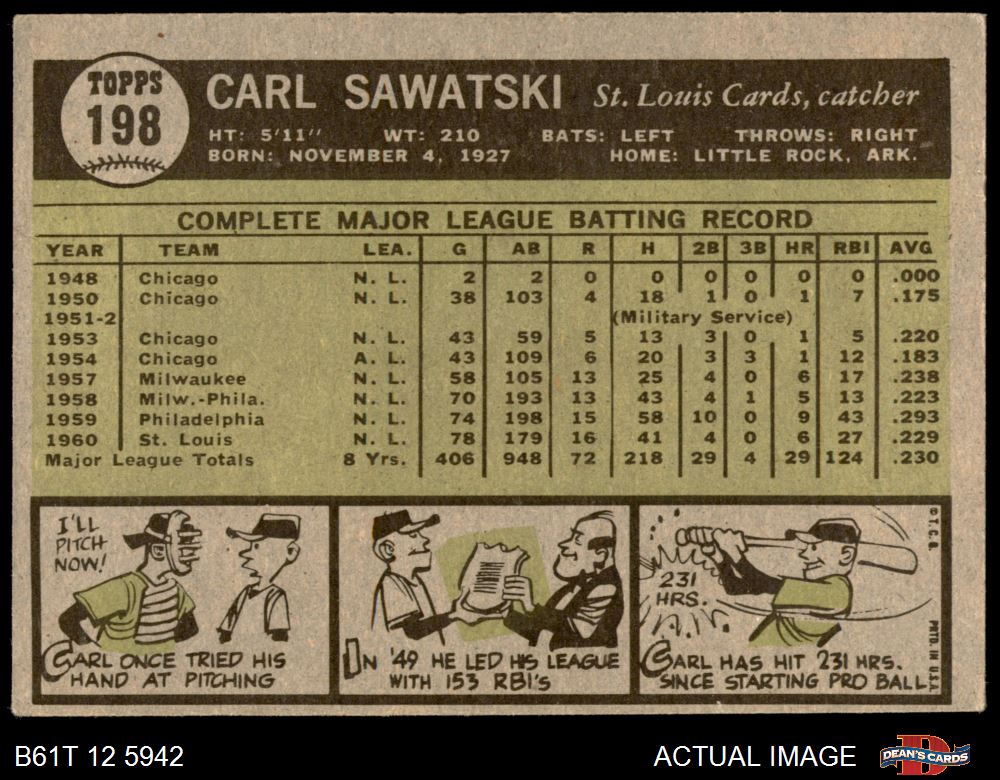 TOPPS
198
CARL SAWATSKI St. Louis Cards, catcher
HT: 5'11" WT: 210 BATS: LEFT THROWS: RIGHT
BORN: NOVEMBER 4, 1927 HOME: LITTLE ROCK, ARK.
COMPLETE MAJOR LEAGUE BATTING RECORD
YEAR TEAM LEA. G AB R H 2B 3B HR RBI AVG
1948 Chicago N. L. 2 2 0 0 0 0 0 0 .000
1950 Chicago N. L. 38 103 4 18 1 0 1 7 .175
1951-2 (Military Service)
1953 Chicago N. L. 43 59 5 13 3 0 1 5 .220
1954 Chicago A. L. 43 109 6 20 3 3 1 12 .183
1957 Milwaukee N. L. 58 105 13 25 4 0 6 17 .238
1958 Milw.-Phila. N. L. 70 193 13 43 4 1 5 13 .223
1959 Philadelphia N. L. 74 198 15 58 10 0 9 43 .293
1960 St. Louis N. L. 78 179 16 41 4 0 6 27 .229
Major League Totals 8 Yrs. 406 948 72 218 29 4 29 124 .230
I'LL
PITCH
NOW!
CARL ONCE TRIED HIS
HAND AT PITCHING
IN '49 HE LED HIS LEAGUE
WITH 153 RBI'S
231
HRS.
CARL HAS HIT 231 HRS.
SINCE STARTING PRO BALL
© T. C. G.
PRTD. IN U.S.A.
B61T 12 5942
ACTUAL IMAGE
D
DEAN'S CARDS